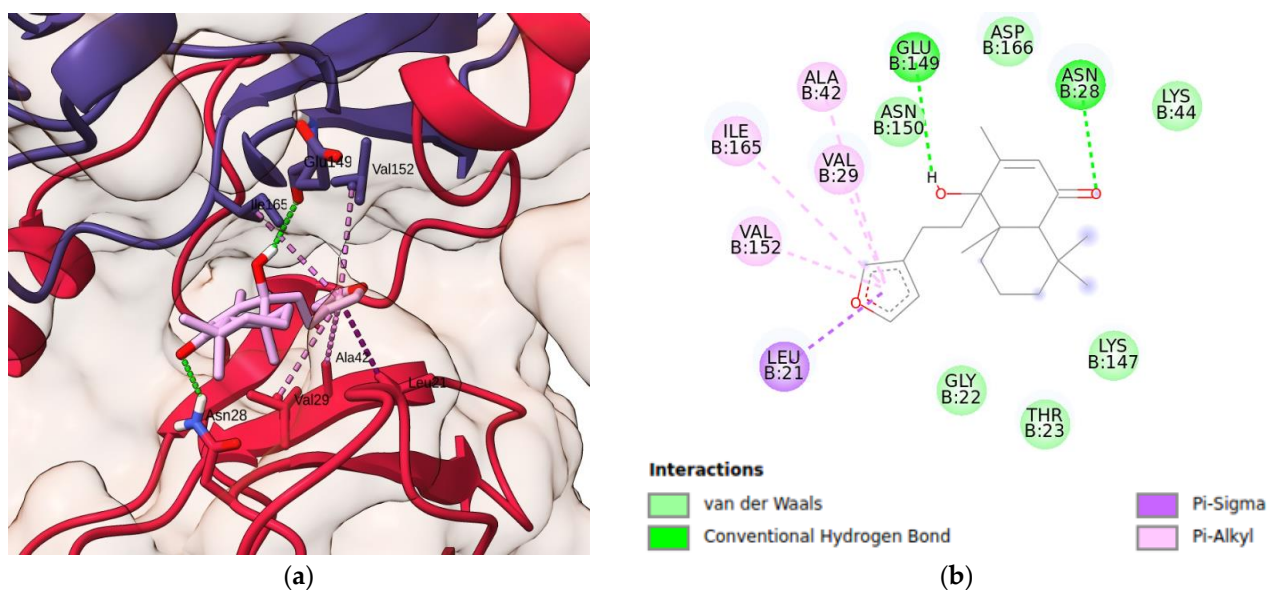 Glu149
Val152
Ile165
Ala42
Leu21
Val29
Asn28
(a)
GLU
B:149
ASP
B:166
ASN
B:28
ALA
B:42
LYS
B:44
ASN
B:150
ILE
B:165
VAL
B:29
H
O
O
VAL
B:152
O
LEU
B:21
LYS
B:147
GLY
B:22
THR
B:23
Interactions
van der Waals
Conventional Hydrogen Bond
Pi-Sigma
Pi-Alkyl
(b)